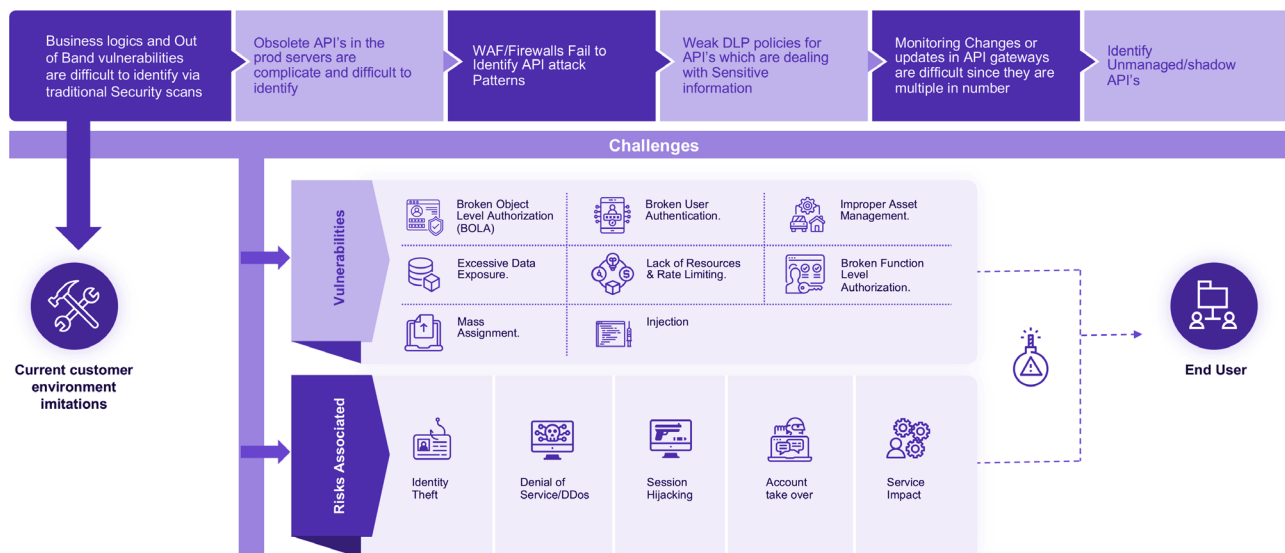 Business logics and Out
of Band vulnerabilities
are difficult to identify via
traditional Security scans
Obsolete API's in the
prod servers are
complicate and difficult to
identify
WAF/Firewalls Fail to
Identify API attack
Patterns
Weak DLP policies for
API's which are dealing
with Sensitive
information
Monitoring Changes or
updates in API gateways
are difficult since they are
multiple in number
Identify
Unmanaged/shadow
API's
Challenges
Current customer
environment
imitations
Vulnerabilities
Broken Object
Level Authorization
(BOLA)
Broken User
Authentication.
Improper Asset
Management.
Excessive Data
Exposure.
Lack of Resources
& Rate Limiting.
Broken Function
Level
Authorization.
Mass
Assignment.
Injection
Risks Associated
Identity
Theft
Denial of
Service/DDos
Session
Hijacking
Account
take over
Service
Impact
End User